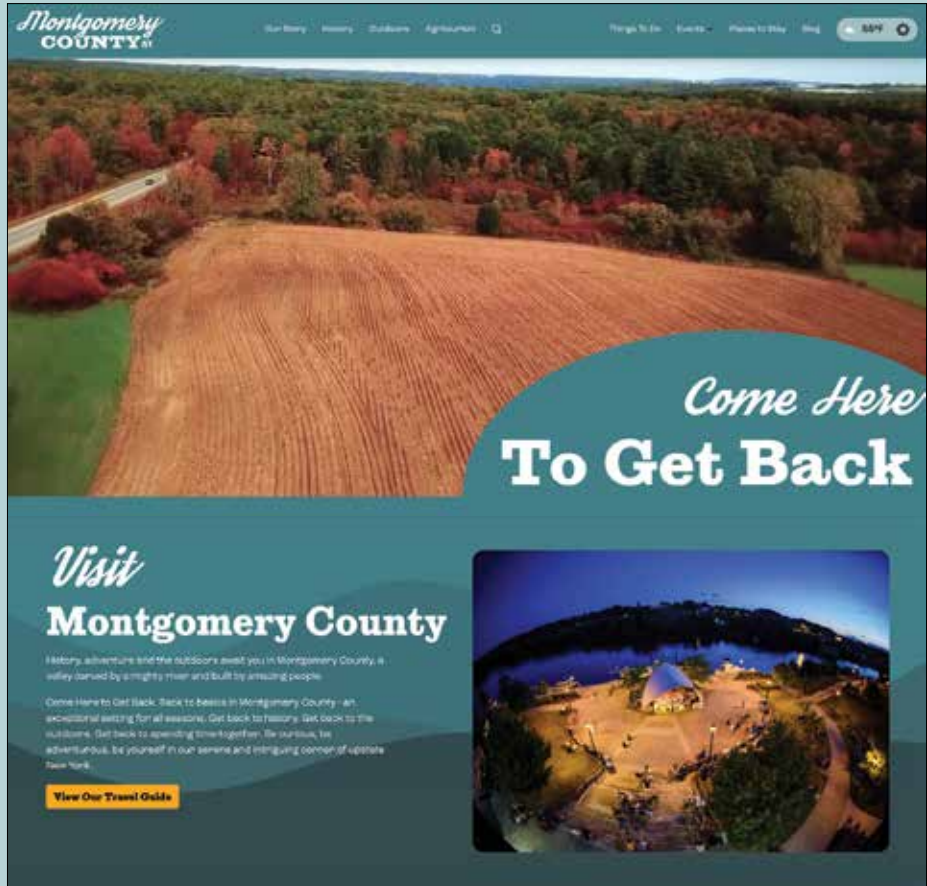 Montgomery
COUNTY NY
Our Story History Outdoors Agritourism
Things To Do Events Places to Stay Blog
Come Here
To Get Back
Visit
Montgomery County
History, adventure and the outdoors await you in Montgomery County, a
valley carved by a mighty river and built by amazing people.
Come Here to Get Back. Back to basics in Montgomery County - an
exceptional setting for all seasons. Get back to history. Get back to the
outdoors. Get back to spending time together. Be curious, be
adventurous, be yourself in our serene and intriguing corner of upstate
New York.
View Our Travel Guide